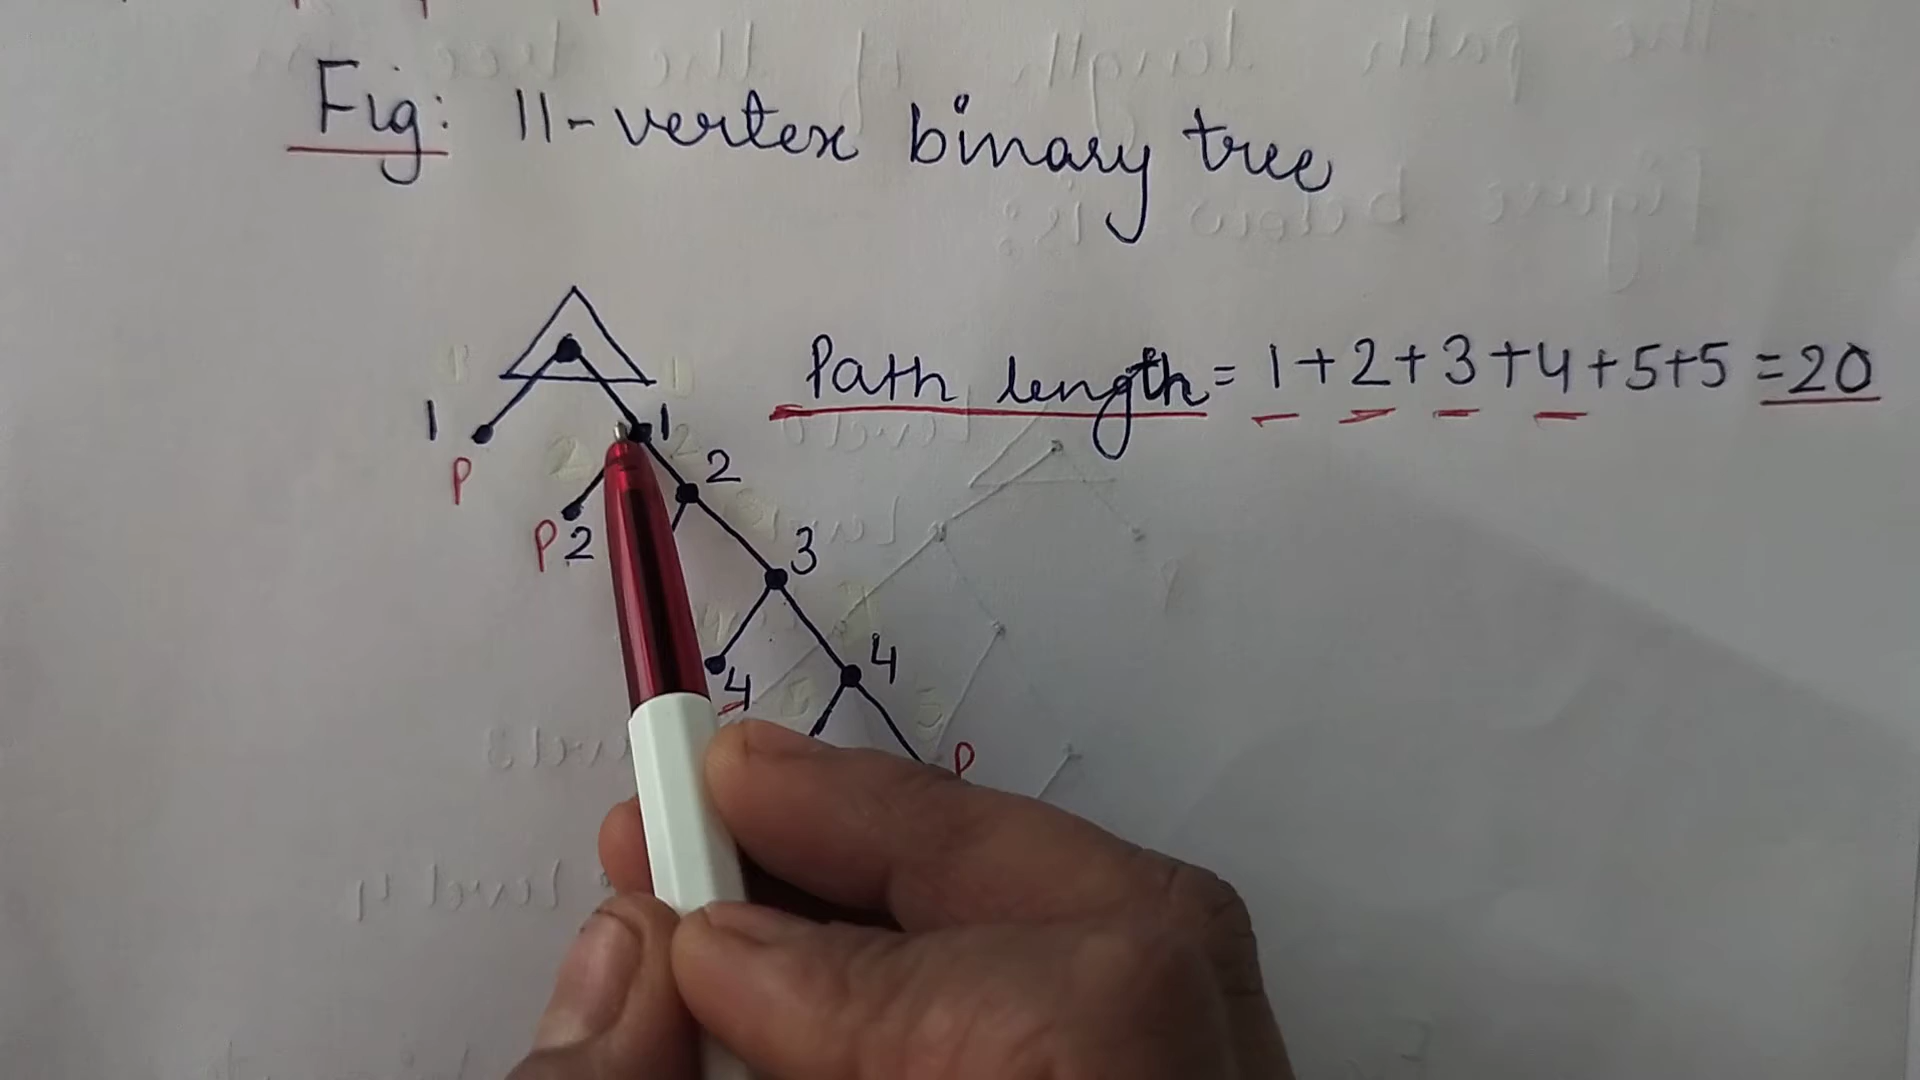 Fig: 11-vertex binary tree
Path length = 1+2+3+4+5+5 = 20
1 1
P
2
P 2
3
4
4
P